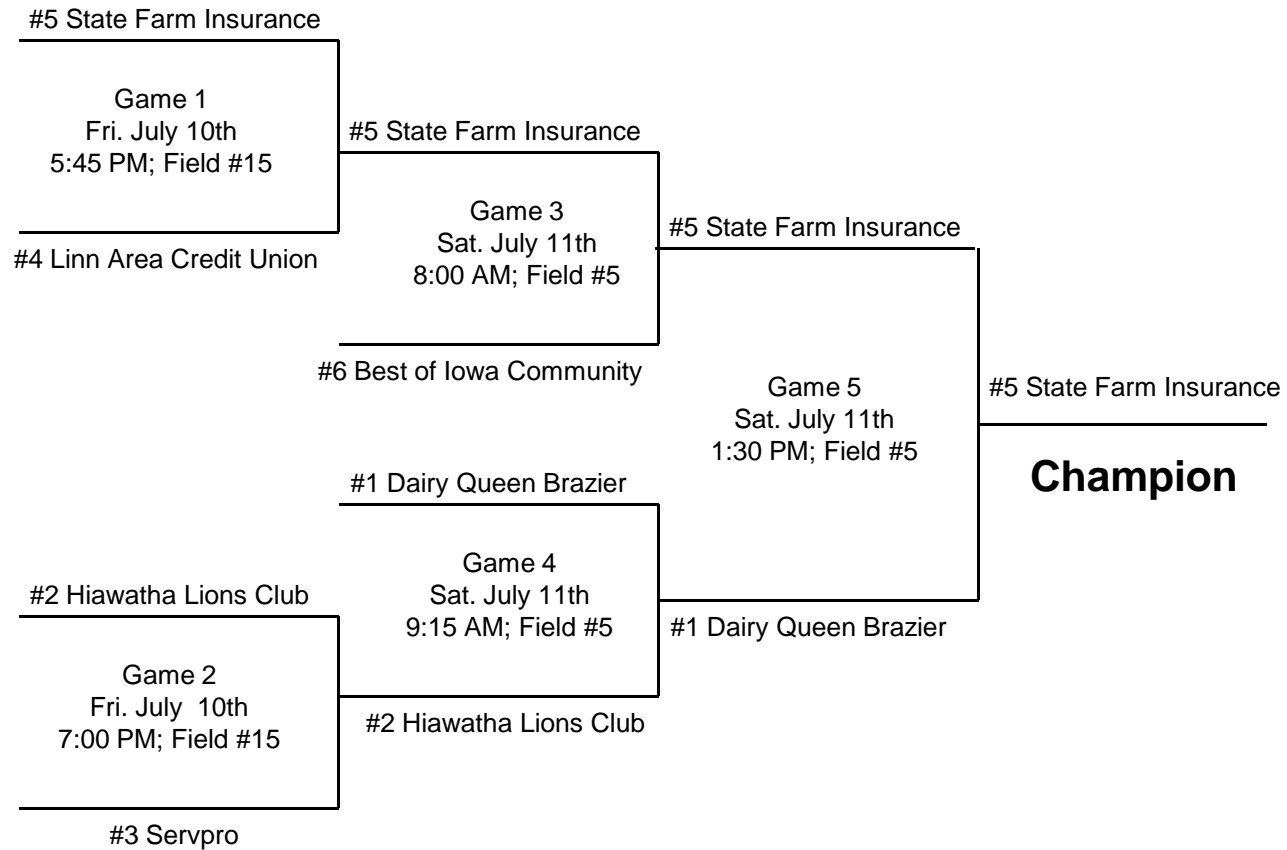 #5 State Farm Insurance
Game 1
Fri. July 10th
5:45 PM; Field #15
#4 Linn Area Credit Union
#5 State Farm Insurance
Game 3
Sat. July 11th
8:00 AM; Field #5
#6 Best of Iowa Community
#5 State Farm Insurance
Game 5
Sat. July 11th
1:30 PM; Field #5
#5 State Farm Insurance
Champion
#1 Dairy Queen Brazier
Game 4
Sat. July 11th
9:15 AM; Field #5
#1 Dairy Queen Brazier
#2 Hiawatha Lions Club
Game 2
Fri. July  10th
7:00 PM; Field #15
#2 Hiawatha Lions Club
#3 Servpro